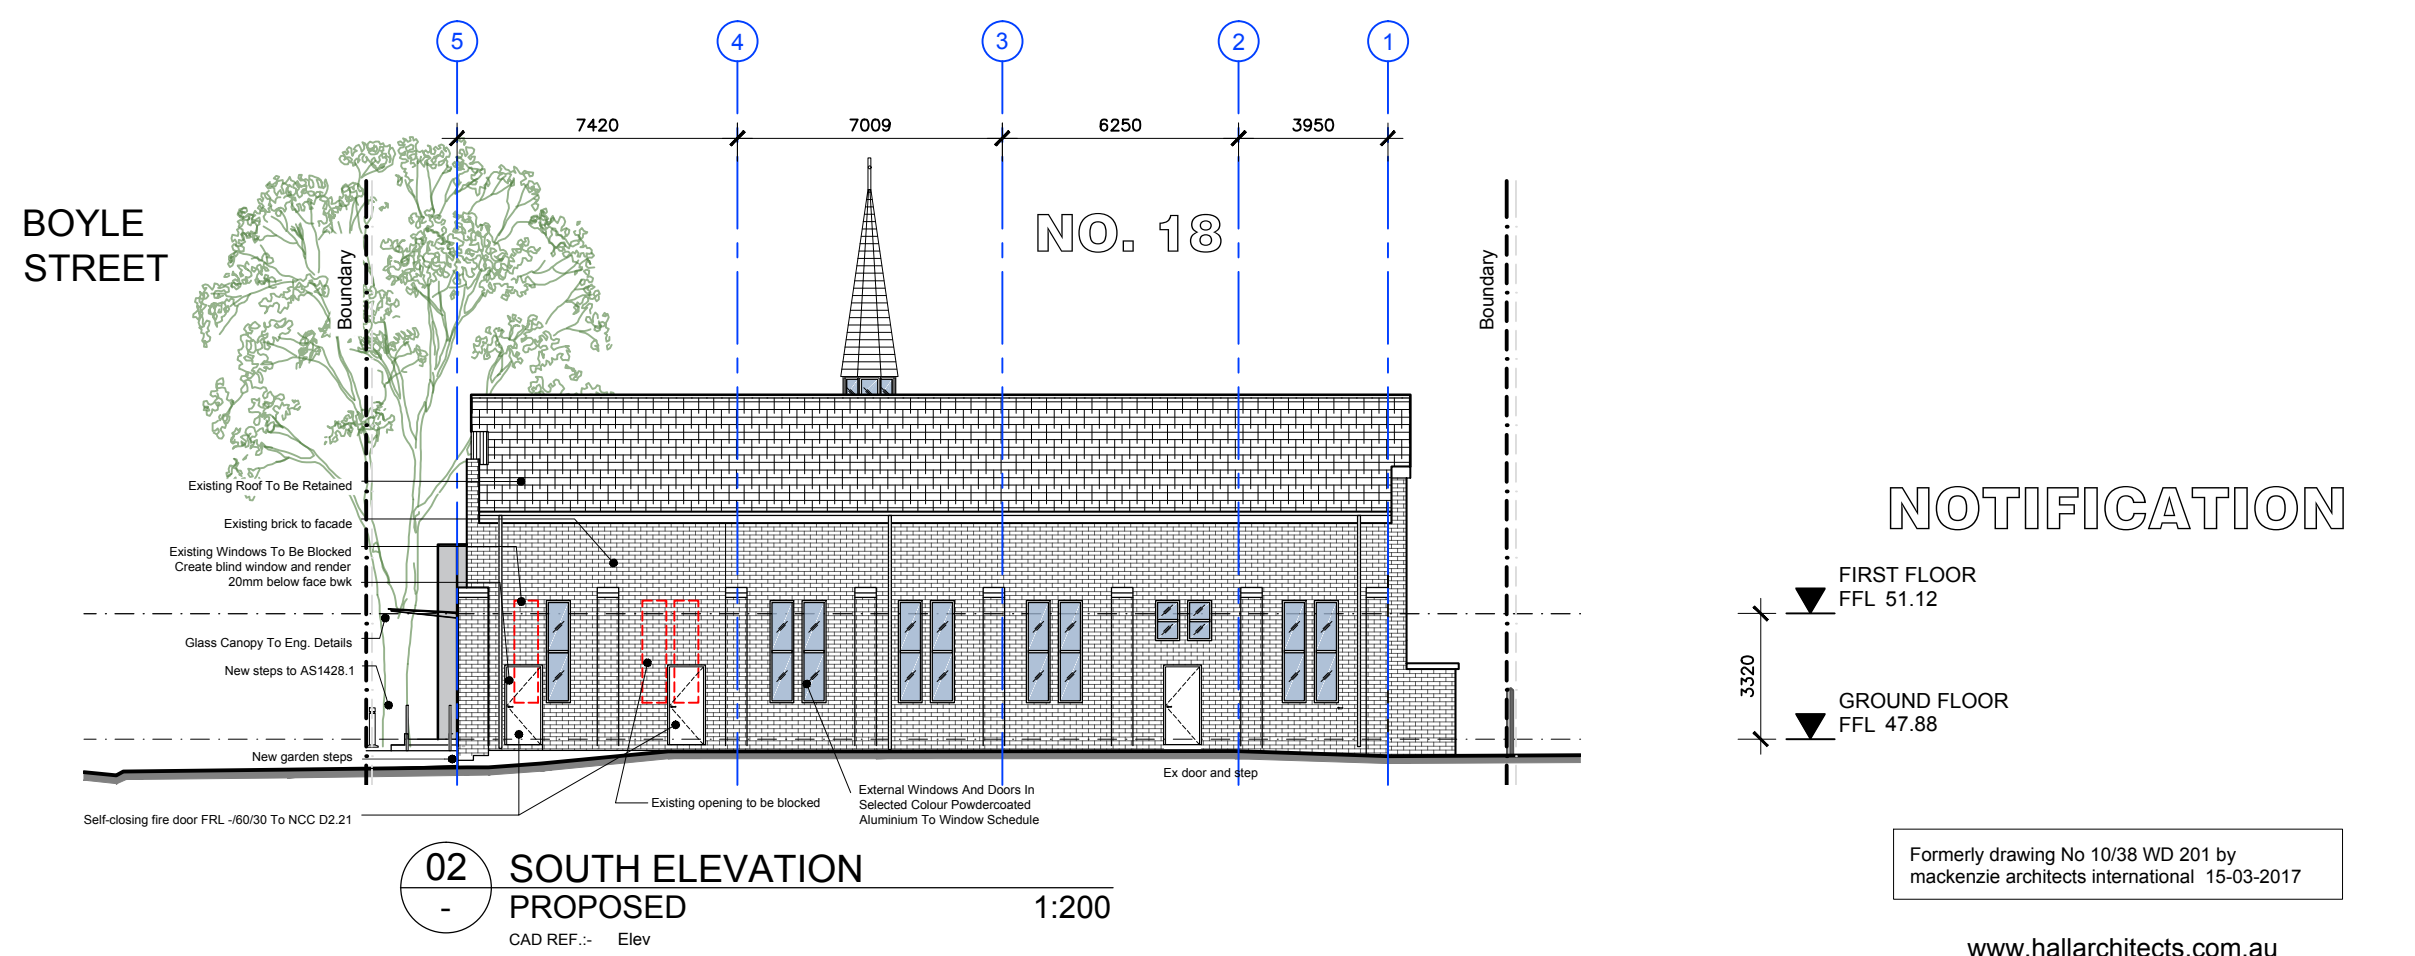 5
4
3
2
1
7420
7009
6250
3950
BOYLE
STREET
Boundary
NO. 18
Boundary
Existing Roof To Be Retained
Existing brick to facade
Existing Windows To Be Blocked
Create blind window and render
20mm below face bwk
Glass Canopy To Eng. Details
New steps to AS1428.1
New garden steps
Self-closing fire door FRL -/60/30 To NCC D2.21
Existing opening to be blocked
External Windows And Doors In
Selected Colour Powdercoated
Aluminium To Window Schedule
Ex door and step
NOTIFICATION
FIRST FLOOR
FFL 51.12
3320
GROUND FLOOR
FFL 47.88
02
-
SOUTH ELEVATION
PROPOSED
1:200
CAD REF.:- Elev
Formerly drawing No 10/38 WD 201 by
mackenzie architects international 15-03-2017
www.hallarchitects.com.au